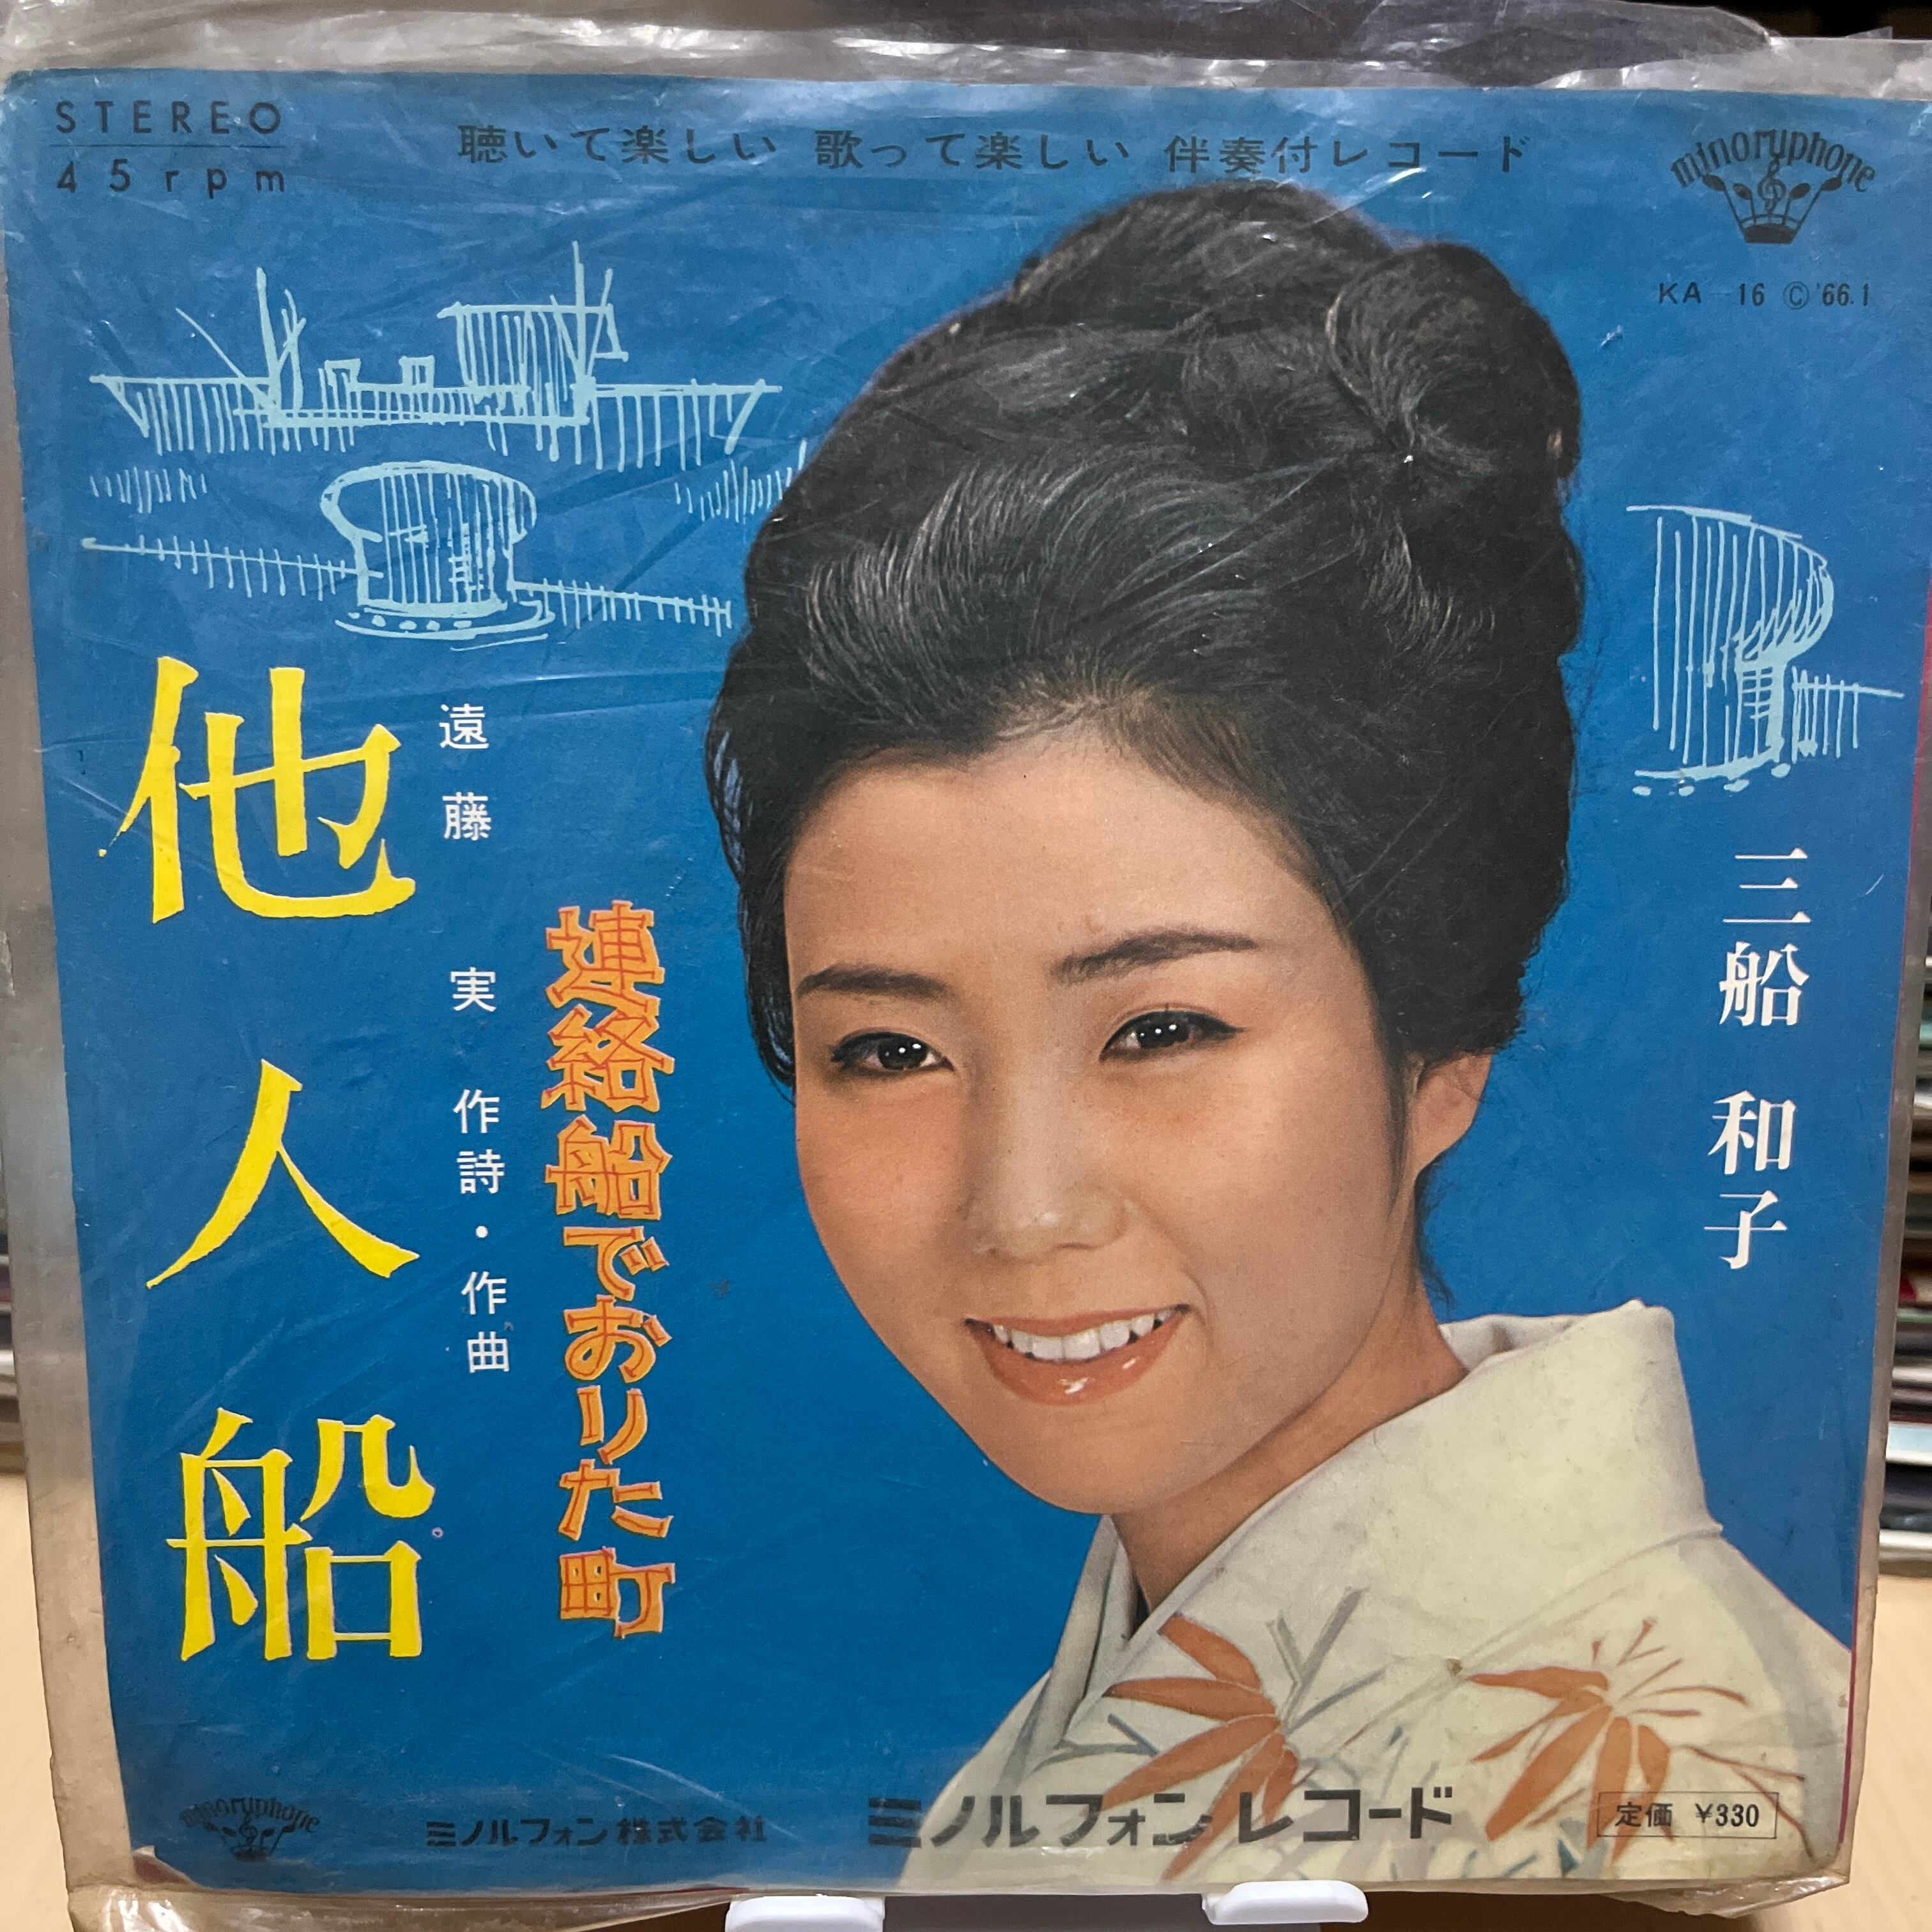 STEREO
45rpm
聴いて楽しい 歌って楽しい 伴奏付レコード
minoryphone
KA-16 Ⓒ'66.1
三船 和子
連絡船でおりた町
遠藤 実 作詩・作曲
他人船
minoryphone
ミノルフォン株式会社
ミノルフォンレコード
定価 ¥330